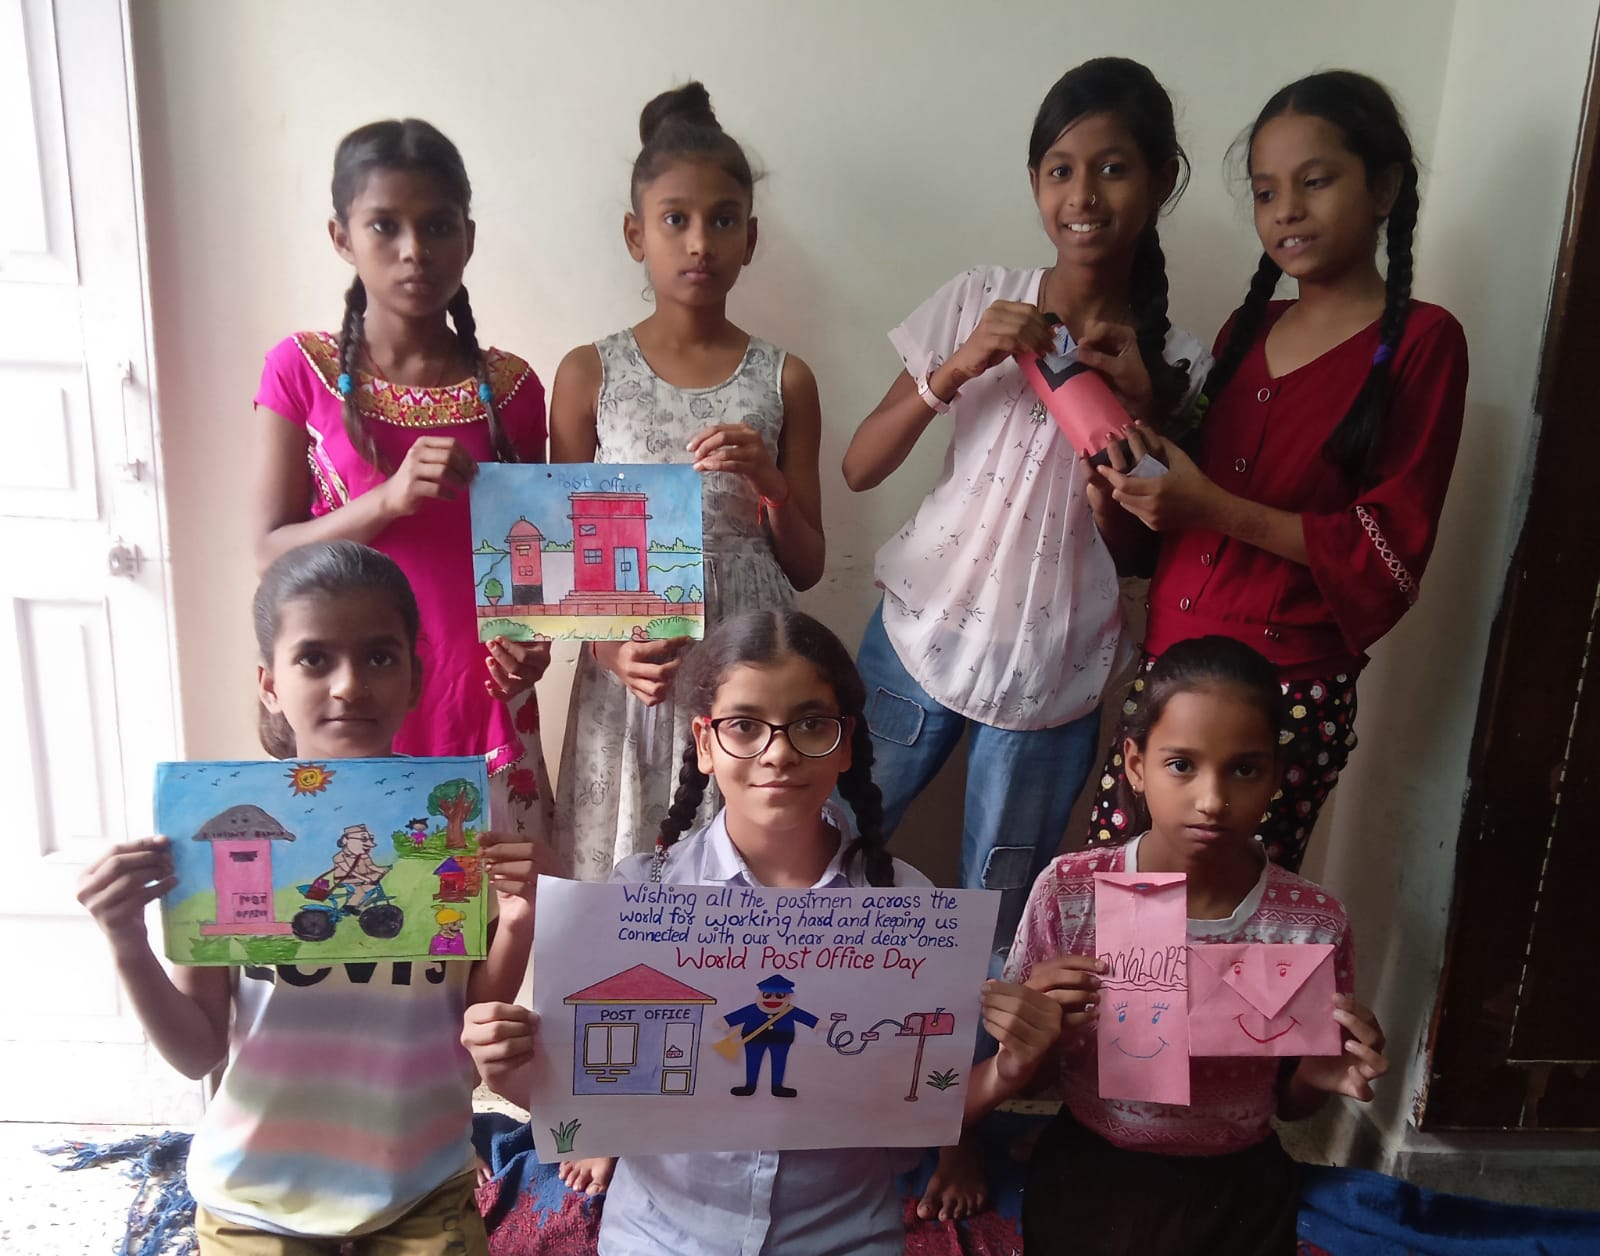 Post Office
POST
OFFICE
Wishing all the postmen across the
world for working hard and keeping us
connected with our near and dear ones.
World Post Office Day
POST OFFICE